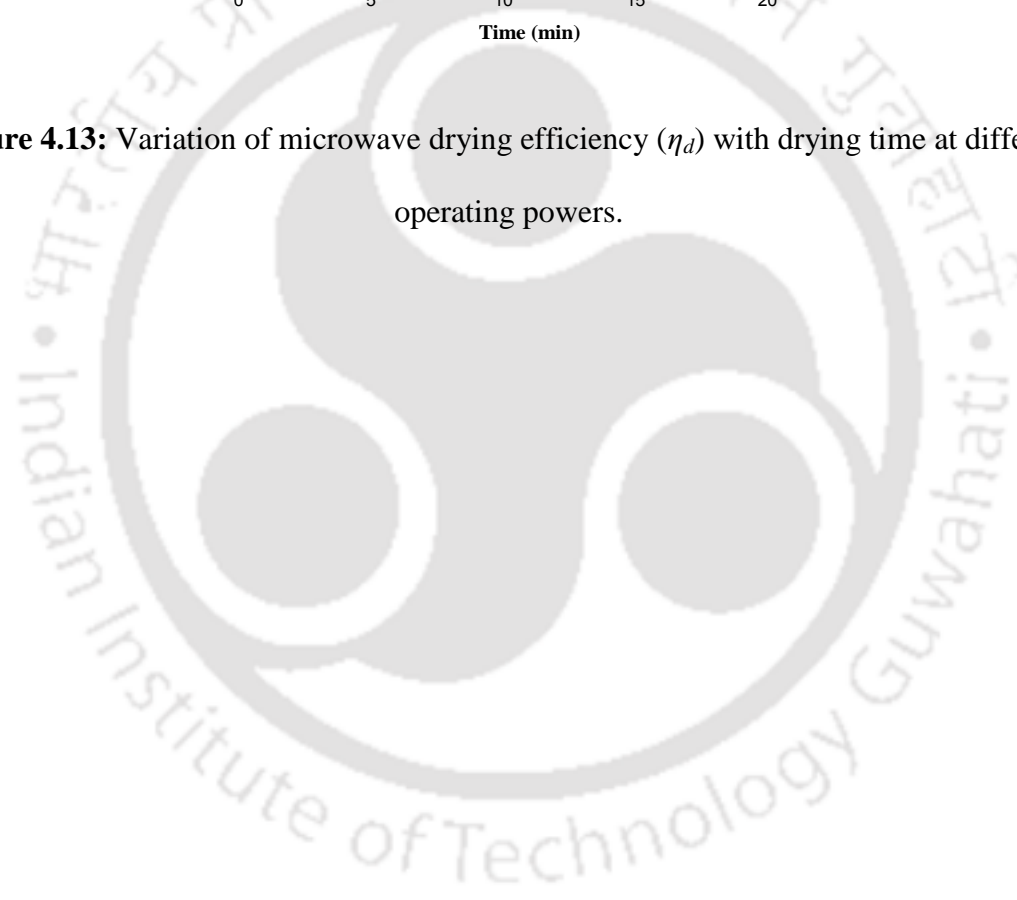 0 5 10 15 20
Time (min)
ure 4.13: Variation of microwave drying efficiency (ηd) with drying time at diffe
operating powers.
Indian Institute of Technology Guwahati